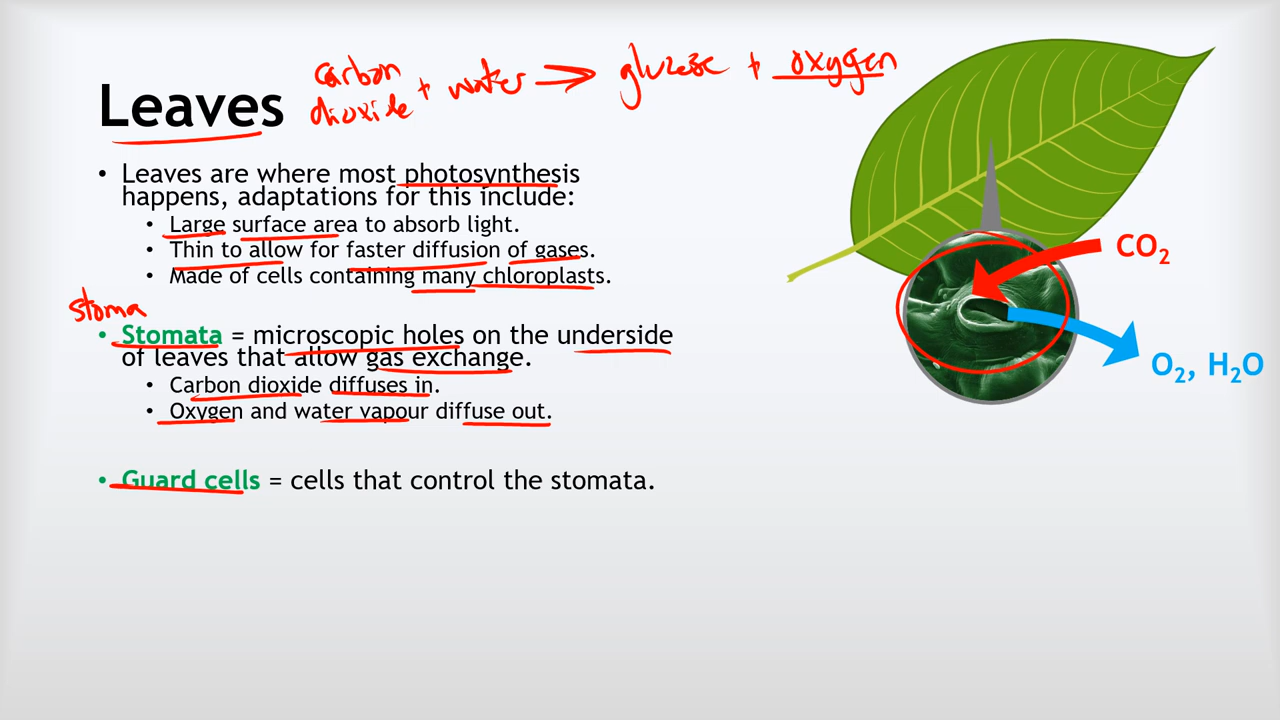 carbon
dioxide + water → glucose + oxygen
Leaves
• Leaves are where most photosynthesis
happens, adaptations for this include:
• Large surface area to absorb light.
• Thin to allow for faster diffusion of gases.
• Made of cells containing many chloroplasts.
stoma
• Stomata = microscopic holes on the underside
of leaves that allow gas exchange.
• Carbon dioxide diffuses in.
• Oxygen and water vapour diffuse out.
• Guard cells = cells that control the stomata.
CO₂
O₂, H₂O